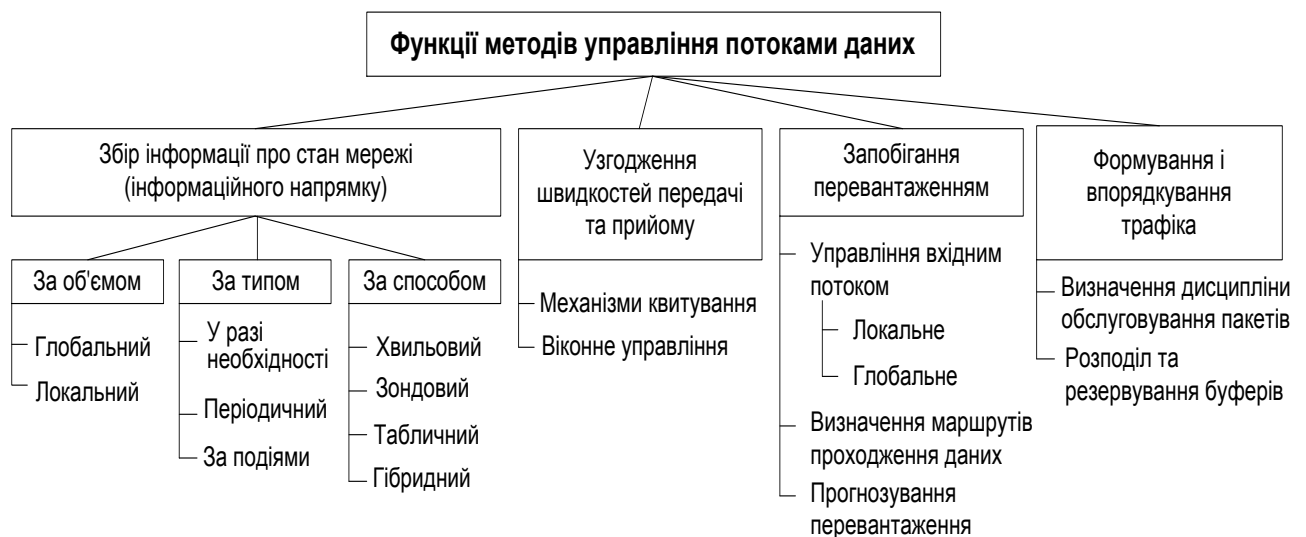 Функції методів управління потоками даних
Збір інформації про стан мережі
(інформаційного напрямку)
За об'ємом
Глобальний
Локальний
За типом
У разі
необхідності
Періодичний
За подіями
За способом
Хвильовий
Зондовий
Табличний
Гібридний
Узгодження
швидкостей передачі
та прийому
Механізми квитування
Віконне управління
Запобігання
перевантаженням
Управління вхідним
потоком
Локальне
Глобальне
Визначення маршрутів
проходження даних
Прогнозування
перевантаження
Формування і
впорядкування
трафіка
Визначення дисципліни
обслуговування пакетів
Розподіл та
резервування буферів